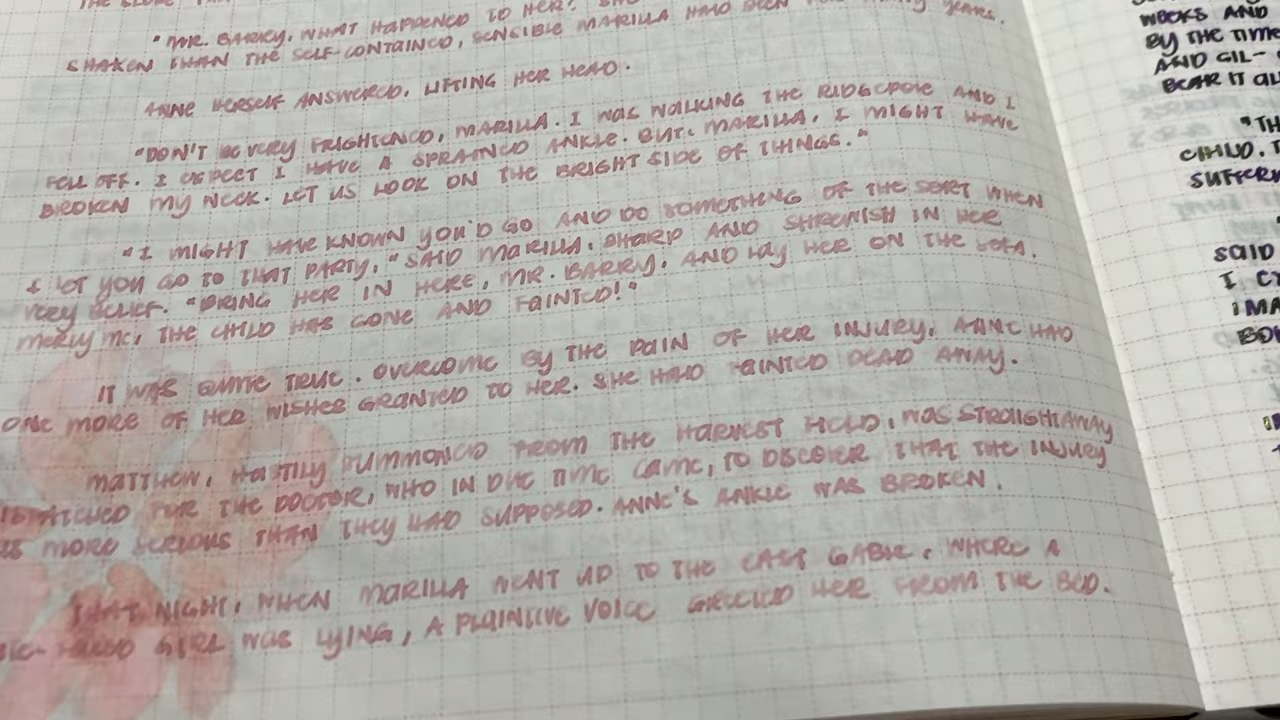 "MR. BARRY, WHAT HAPPENED TO HER?
SHAKEN THAN THE SELF-CONTAINED, SENSIBLE MARILLA HAD BEEN YEARS.
ANNE HERSELF ANSWERED, LIFTING HER HEAD.
"DON'T BE VERY FRIGHTENED, MARILLA. I WAS WALKING THE RIDGEPOLE AND I
FELL OFF. I EXPECT I HAVE A SPRAINED ANKLE. BUT, MARILLA, I MIGHT HAVE
BROKEN MY NECK. LET US LOOK ON THE BRIGHT SIDE OF THINGS."
"I MIGHT HAVE KNOWN YOU'D GO AND DO SOMETHING OF THE SORT WHEN
I LET YOU GO TO THAT PARTY," SAID MARILLA, SHARP AND SHREWISH IN HER
VERY RELIEF. "BRING HER IN HERE, MR. BARRY, AND LAY HER ON THE SOFA.
MERCY ME, THE CHILD HAS GONE AND FAINTED!"
IT WAS QUITE TRUE. OVERCOME BY THE PAIN OF HER INJURY, ANNE HAD
ONE MORE OF HER WISHES GRANTED TO HER. SHE HAD FAINTED DEAD AWAY.
MATTHEW, HASTILY SUMMONED FROM THE HARVEST FIELD, WAS STRAIGHTAWAY
FOR THE DOCTOR, WHO IN DUE TIME CAME, TO DISCOVER THAT THE INJURY
MORE SERIOUS THAN THEY HAD SUPPOSED. ANNE'S ANKLE WAS BROKEN.
THAT NIGHT, WHEN MARILLA WENT UP TO THE EAST GABLE, WHERE A
GIRL WAS LYING, A PLAINTIVE VOICE GREETED HER FROM THE BED.
WEEKS AND
BY THE TIME
AND GIL-
BEAR IT
CHILD.
SAID
I